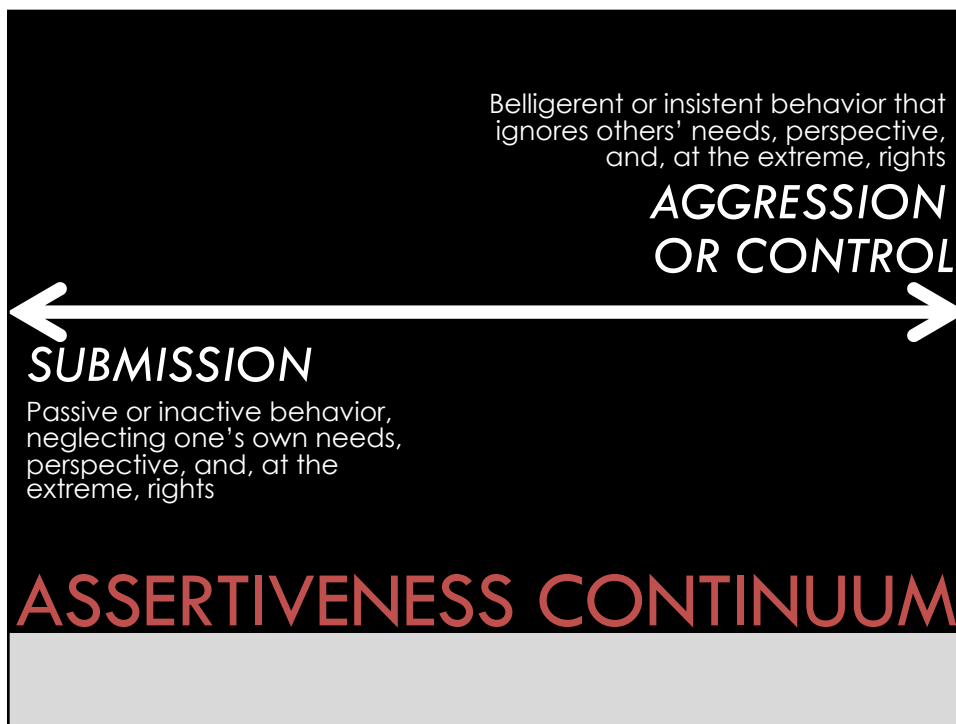 Belligerent or insistent behavior that
ignores others’ needs, perspective,
and, at the extreme, rights
AGGRESSION
OR CONTROL
SUBMISSION
Passive or inactive behavior,
neglecting one’s own needs,
perspective, and, at the
extreme, rights
ASSERTIVENESS CONTINUUM